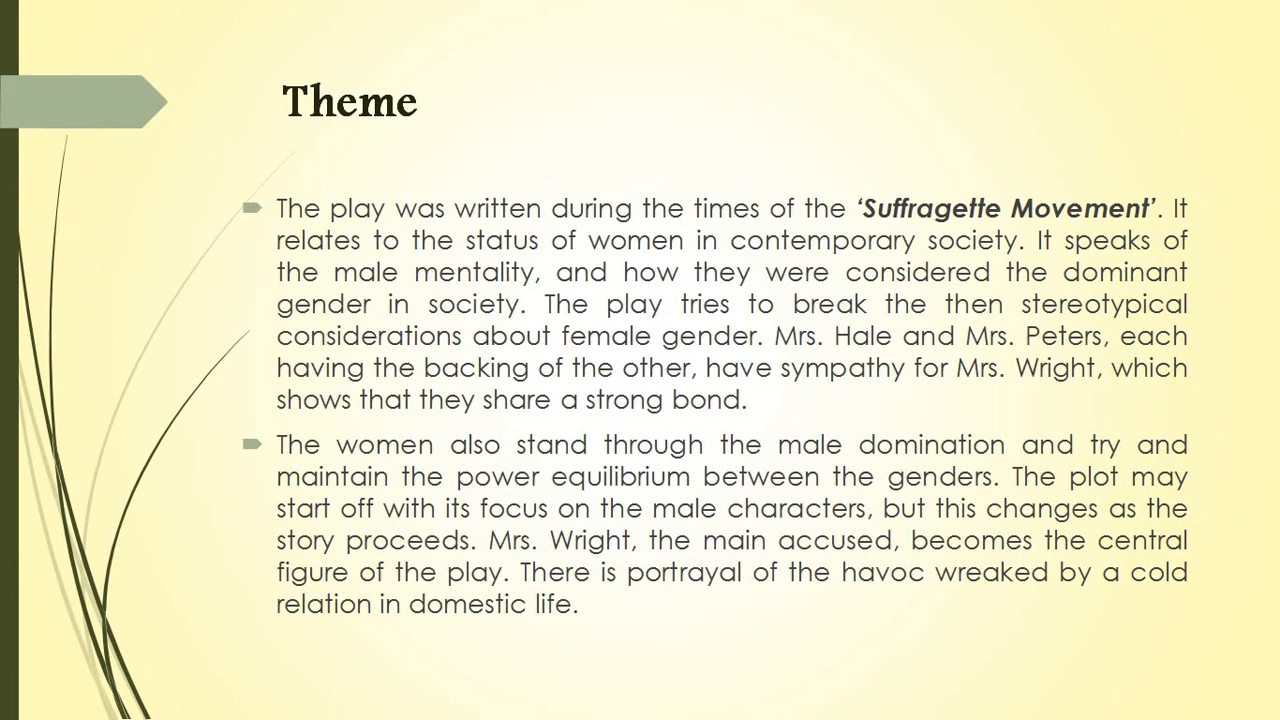 Theme
The play was written during the times of the ‘Suffragette Movement’. It
relates to the status of women in contemporary society. It speaks of
the male mentality, and how they were considered the dominant
gender in society. The play tries to break the then stereotypical
considerations about female gender. Mrs. Hale and Mrs. Peters, each
having the backing of the other, have sympathy for Mrs. Wright, which
shows that they share a strong bond.
The women also stand through the male domination and try and
maintain the power equilibrium between the genders. The plot may
start off with its focus on the male characters, but this changes as the
story proceeds. Mrs. Wright, the main accused, becomes the central
figure of the play. There is portrayal of the havoc wreaked by a cold
relation in domestic life.